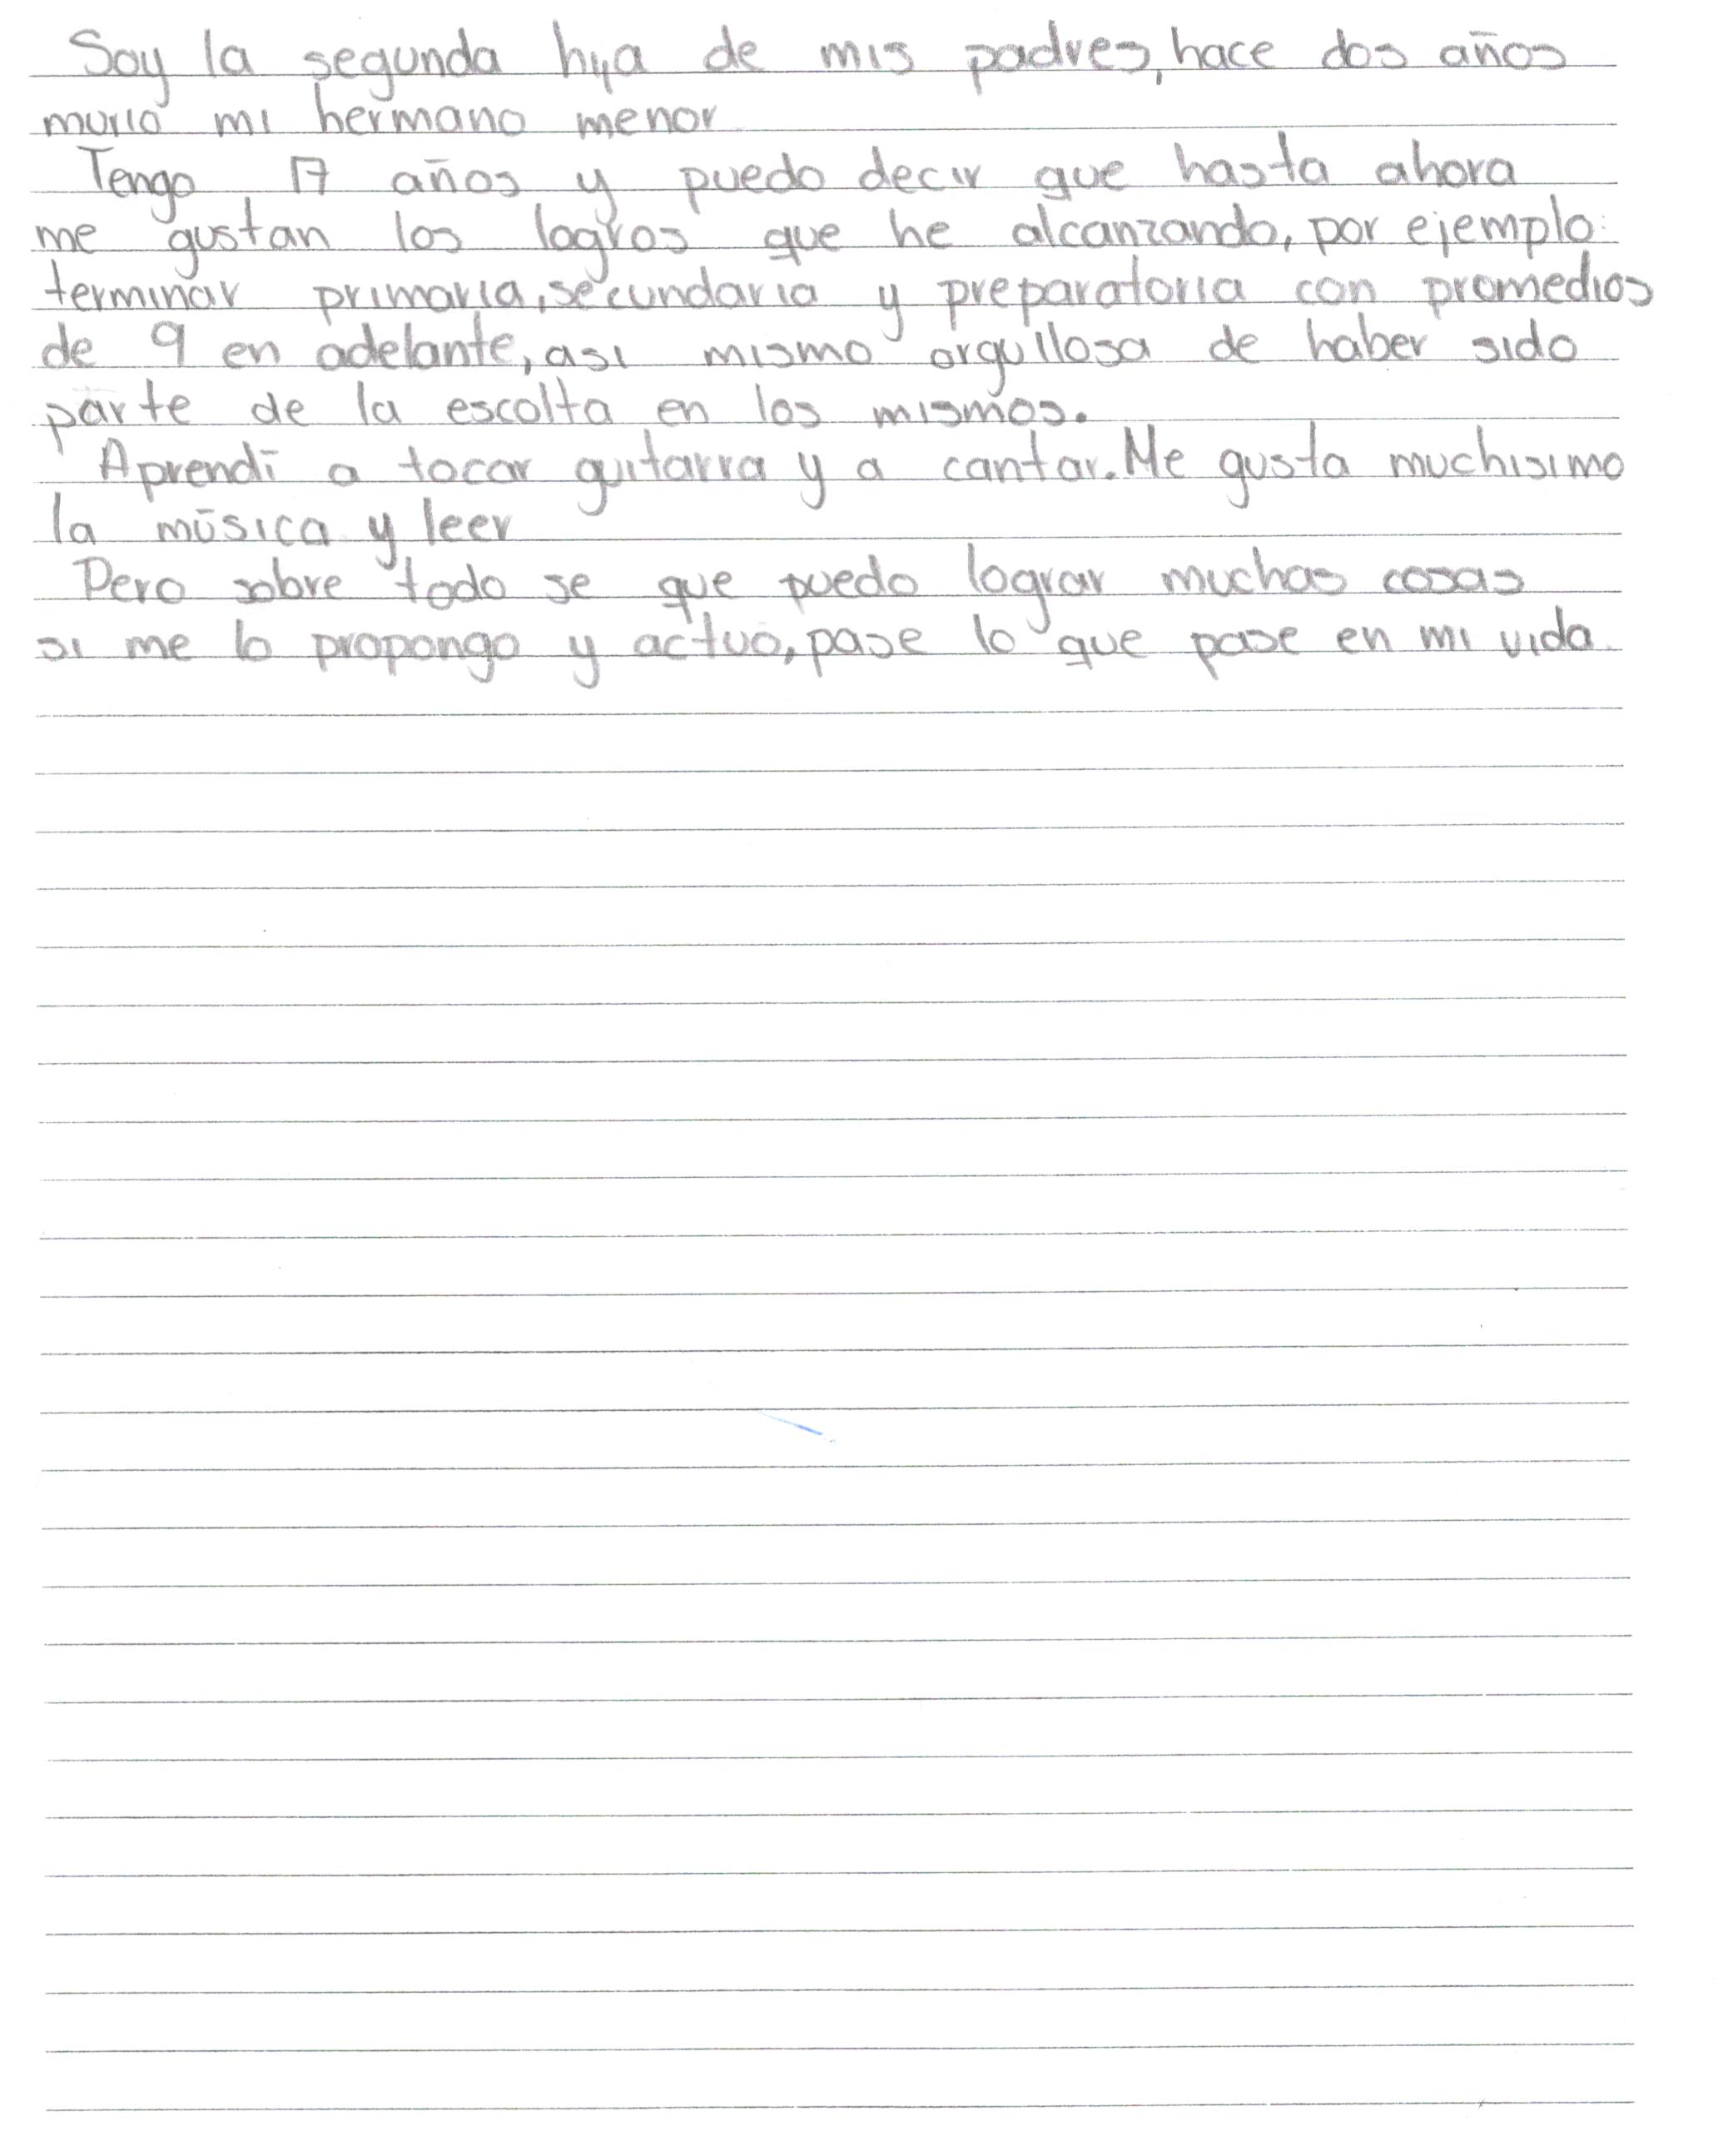 Soy la segunda hija de mis padres, hace dos años
murió mi hermano menor
Tengo 17 años y puedo decir que hasta ahora
me gustan los logros que he alcanzando, por ejemplo:
terminar primaria, secundaria y preparatoria con promedios
de 9 en adelante, asi mismo orgullosa de haber sido
parte de la escolta en los mismos.
Aprendí a tocar guitarra y a cantar. Me gusta muchisimo
la música y leer
Pero sobre todo se que puedo lograr muchas cosas
si me lo propongo y actuó, pase lo que pase en mi vida.